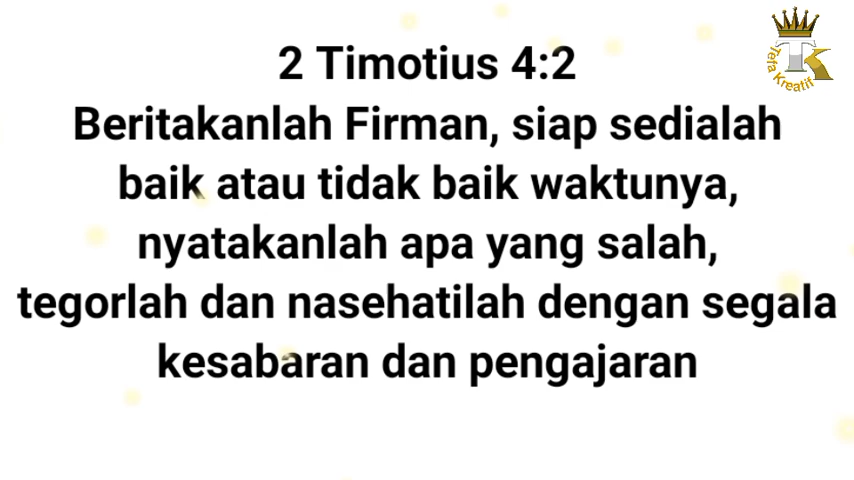 2 Timotius 4:2
Beritakanlah Firman, siap sedialah
baik atau tidak baik waktunya,
nyatakanlah apa yang salah,
tegorlah dan nasehatilah dengan segala
kesabaran dan pengajaran
TK
Tefa Kreatif